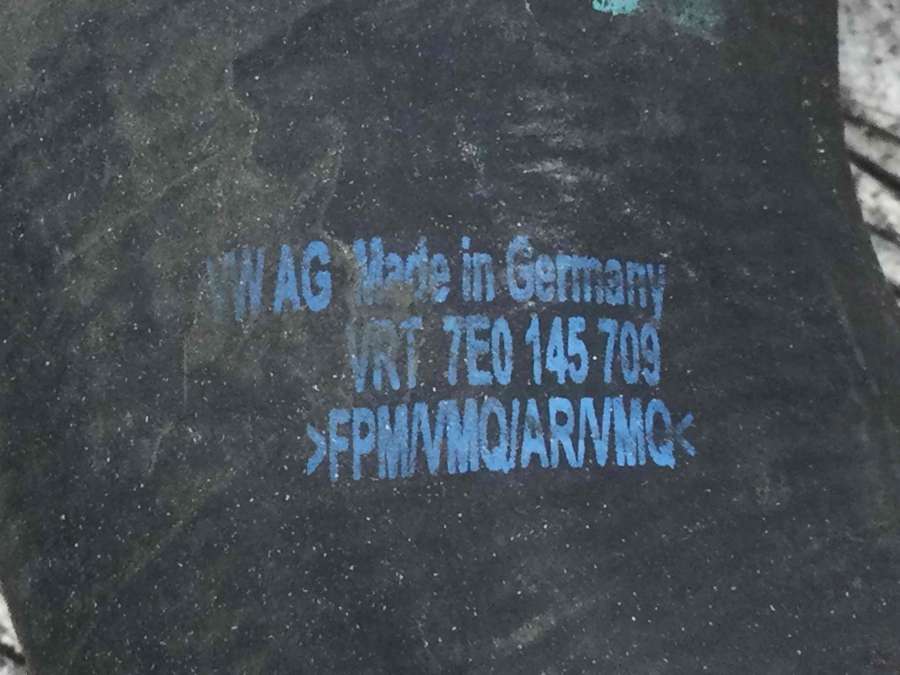 VW AG Made in Germany
VRT 7E0 145 709
>FPM/VMQ/AR/VMQ<